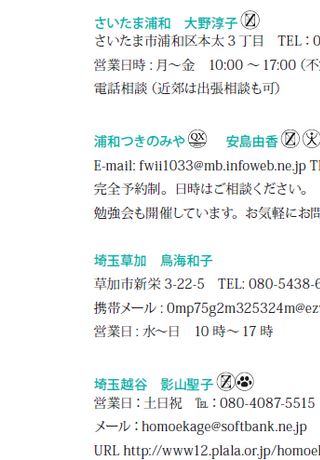 さいたま浦和　大野淳子
さいたま市浦和区本太3丁目　TEL：0
営業日時：月～金　10:00～17:00（不
電話相談（近郊は出張相談も可）
浦和つきのみや QX　安島由香
E-mail: fwii1033@mb.infoweb.ne.jp T
完全予約制。日時はご相談ください。
勉強会も開催しています。お気軽にお問
埼玉草加　鳥海和子
草加市新栄 3-22-5　TEL: 080-5438-6
携帯メール：0mp75g2m325324m@ez
営業日：水～日　10時～17時
埼玉越谷　影山聖子
営業日：土日祝　℡：080-4087-5515
メール：homoekage@softbank.ne.jp
URL http://www12.plala.or.jp/homoe